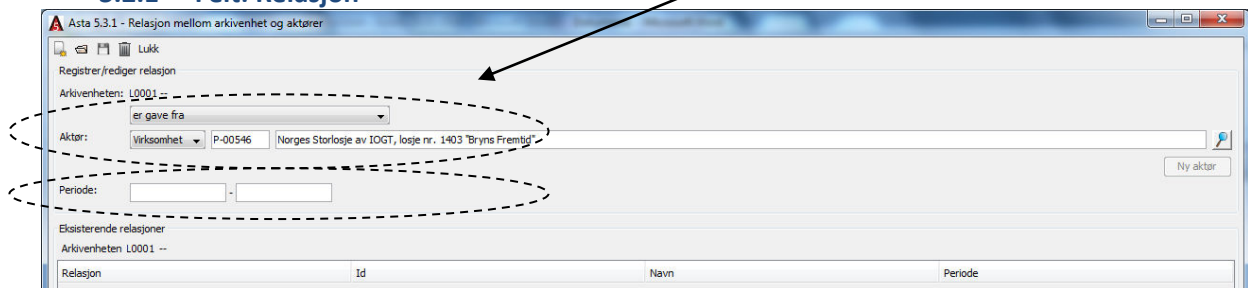 Asta 5.3.1 - Relasjon mellom arkivenhet og aktører
Lukk
Registrer/rediger relasjon
Arkivenheten: L0001 --
er gave fra
Aktør: Virksomhet P-00546 Norges Storlosje av IOGT, losje nr. 1403 "Bryns Fremtid"
Ny aktør
Periode: -
Eksisterende relasjoner
Arkivenheten L0001 --
Relasjon Id Navn Periode